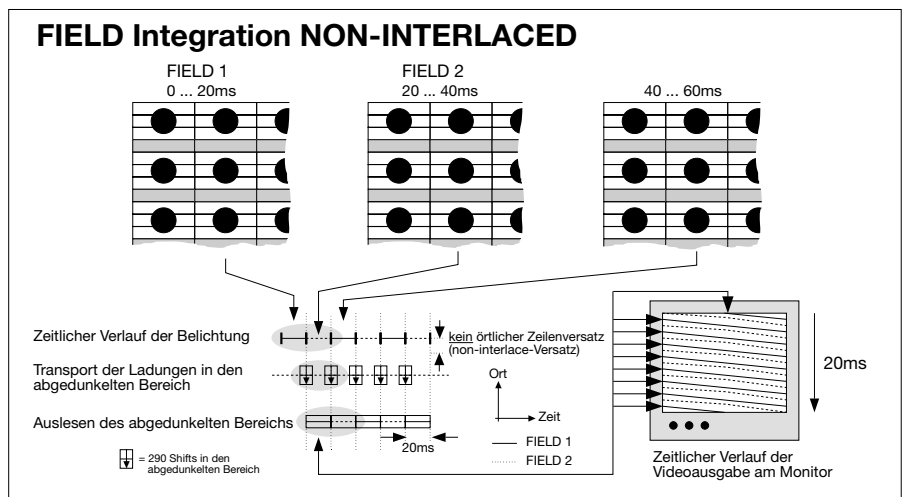 FIELD Integration NON-INTERLACED
FIELD 1
0 ... 20ms
FIELD 2
20 ... 40ms
40 ... 60ms
Zeitlicher Verlauf der Belichtung
kein örtlicher Zeilenversatz
(non-interlace-Versatz)
Transport der Ladungen in den
abgedunkelten Bereich
Ort
Zeit
20ms
Auslesen des abgedunkelten Bereichs
20ms
FIELD 1
FIELD 2
= 290 Shifts in den
abgedunkelten Bereich
Zeitlicher Verlauf der
Videoausgabe am Monitor